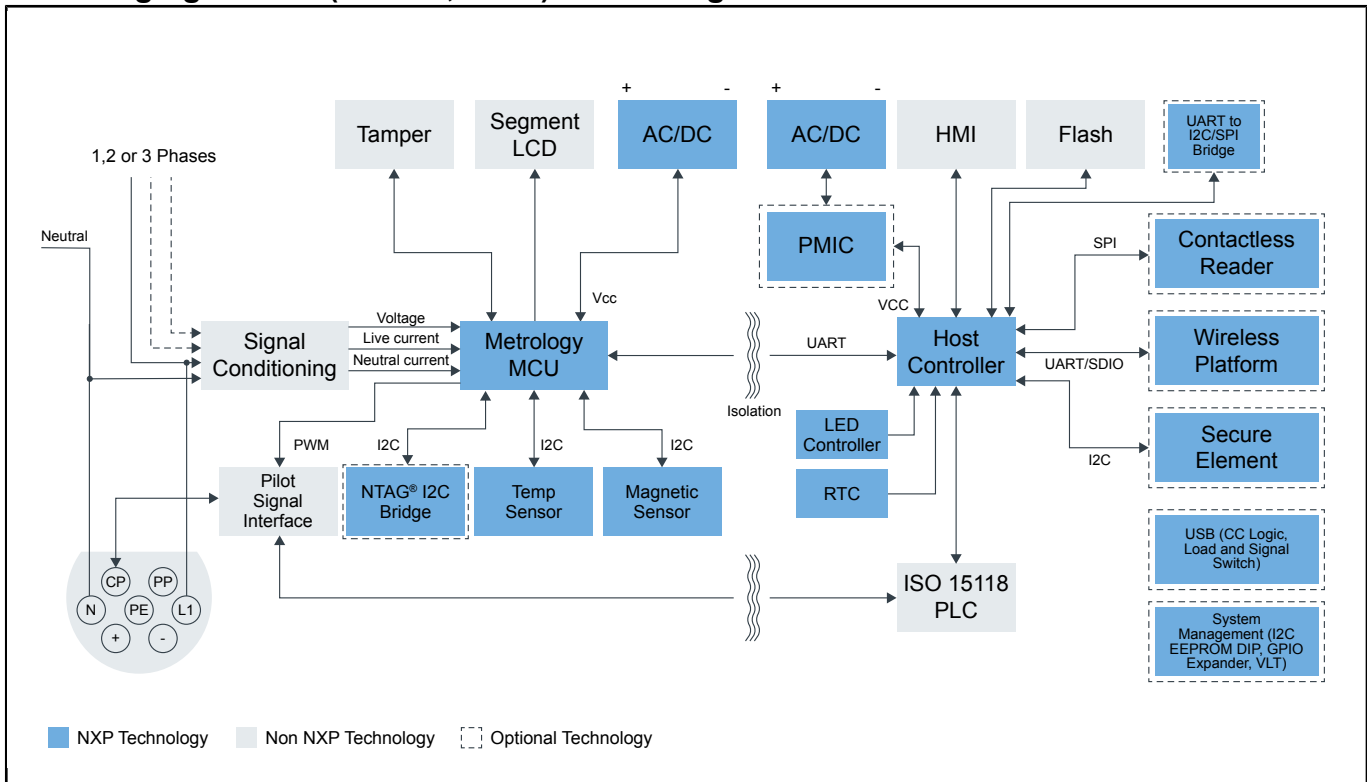 +
-
+
-
Tamper
Segment
LCD
AC/DC
AC/DC
HMI
Flash
UART to
I2C/SPI
Bridge
1,2 or 3 Phases
Neutral
PMIC
Contactless
Reader
SPI
Vcc
VCC
Signal
Conditioning
Voltage
Live current
Neutral current
Metrology
MCU
UART
Host
Controller
UART/SDIO
Wireless
Platform
Isolation
PWM
I2C
I2C
I2C
LED
Controller
I2C
Secure
Element
Pilot
Signal
Interface
NTAG® I2C
Bridge
Temp
Sensor
Magnetic
Sensor
RTC
USB (CC Logic,
Load and Signal
Switch)
CP
PP
N
PE
L1
+
-
ISO 15118
PLC
System
Management (I2C
EEPROM DIP, GPIO
Expander, VLT)
NXP Technology
Non NXP Technology
Optional Technology